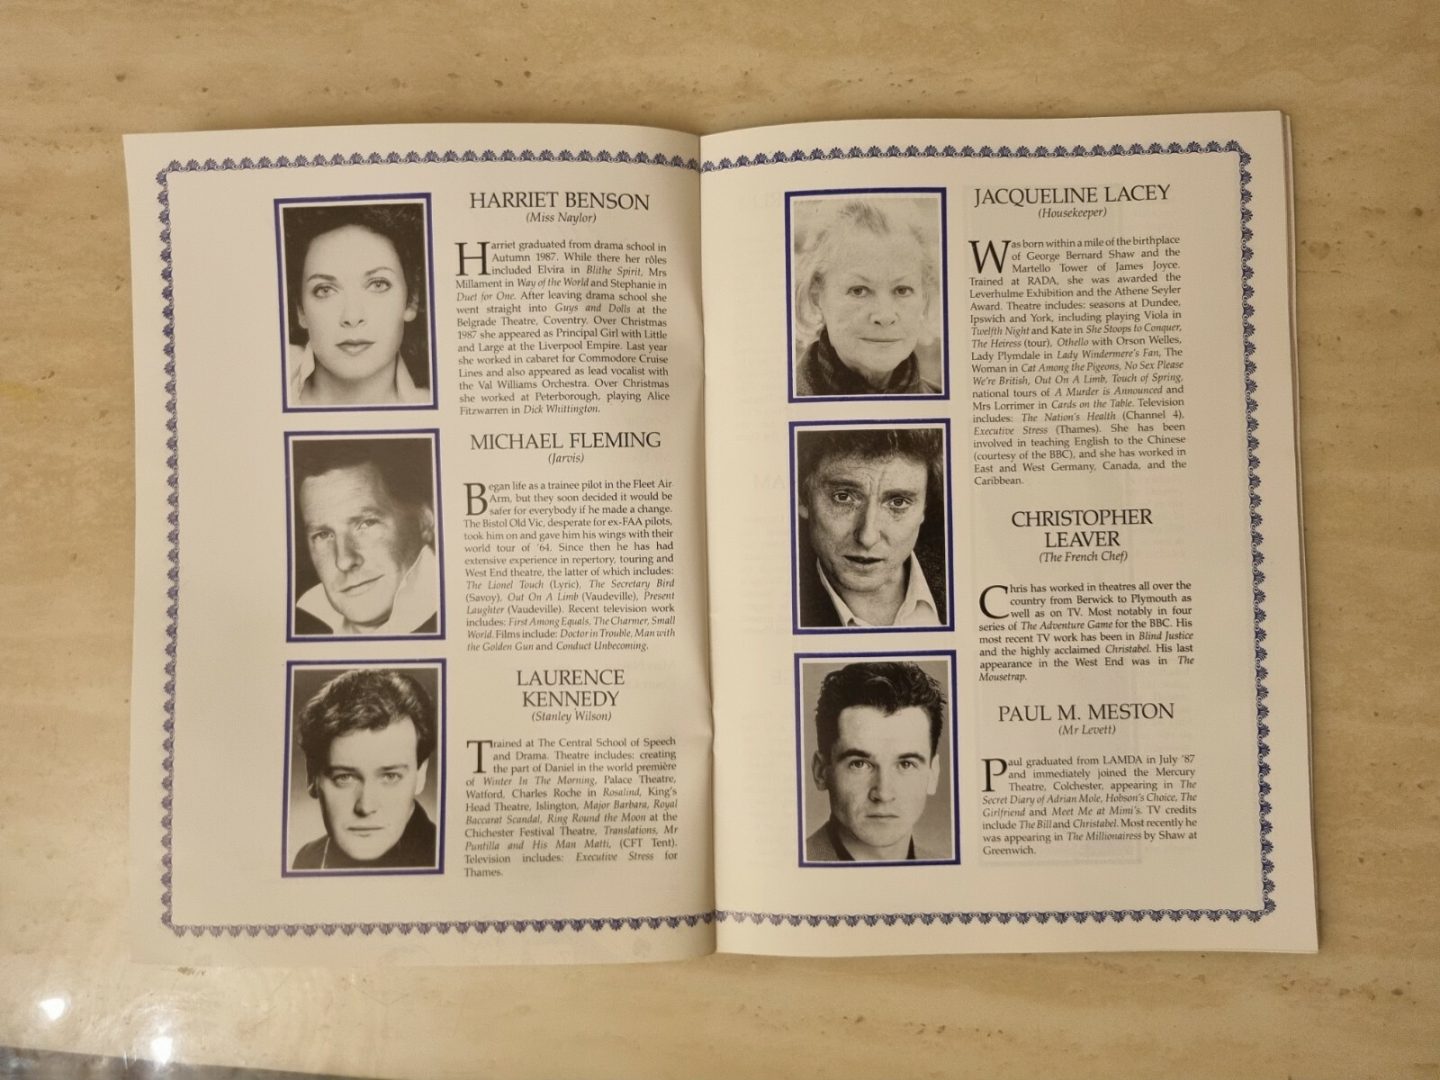 HARRIET BENSON
(Miss Naylor)
Harriet graduated from drama school in
Autumn 1987. While there her rôles
included Elvira in Blithe Spirit, Mrs
Millament in Way of the World and Stephanie in
Duet for One. After leaving drama school she
went straight into Guys and Dolls at the
Belgrade Theatre, Coventry. Over Christmas
1987 she appeared as Principal Girl with Little
and Large at the Liverpool Empire. Last year
she worked in cabaret for Commodore Cruise
Lines and also appeared as lead vocalist with
the Val Williams Orchestra. Over Christmas
she worked at Peterborough, playing Alice
Fitzwarren in Dick Whittington.
MICHAEL FLEMING
(Jarvis)
Began life as a trainee pilot in the Fleet Air
Arm, but they soon decided it would be
safer for everybody if he made a change.
The Bistol Old Vic, desperate for ex-FAA pilots,
took him on and gave him his wings with their
world tour of '64. Since then he has had
extensive experience in repertory, touring and
West End theatre, the latter of which includes:
The Lionel Touch (Lyric), The Secretary Bird
(Savoy), Out On A Limb (Vaudeville), Present
Laughter (Vaudeville). Recent television work
includes: First Among Equals, The Charmer, Small
World. Films include: Doctor in Trouble, Man with
the Golden Gun and Conduct Unbecoming.
LAURENCE
KENNEDY
(Stanley Wilson)
Trained at The Central School of Speech
and Drama. Theatre includes: creating
the part of Daniel in the world première
of Winter In The Morning, Palace Theatre,
Watford, Charles Roche in Rosalind, King's
Head Theatre, Islington, Major Barbara, Royal
Baccarat Scandal, Ring Round the Moon at the
Chichester Festival Theatre, Translations, Mr
Puntilla and His Man Matti, (CFT Tent).
Television includes: Executive Stress for
Thames.
JACQUELINE LACEY
(Housekeeper)
Was born within a mile of the birthplace
of George Bernard Shaw and the
Martello Tower of James Joyce.
Trained at RADA, she was awarded the
Leverhulme Exhibition and the Athene Seyler
Award. Theatre includes: seasons at Dundee,
Ipswich and York, including playing Viola in
Twelfth Night and Kate in She Stoops to Conquer,
The Heiress (tour), Othello with Orson Welles,
Lady Plymdale in Lady Windermere's Fan, The
Woman in Cat Among the Pigeons, No Sex Please
We're British, Out On A Limb, Touch of Spring,
national tours of A Murder is Announced and
Mrs Lorrimer in Cards on the Table. Television
includes: The Nation's Health (Channel 4),
Executive Stress (Thames). She has been
involved in teaching English to the Chinese
(courtesy of the BBC), and she has worked in
East and West Germany, Canada, and the
Caribbean.
CHRISTOPHER
LEAVER
(The French Chef)
Chris has worked in theatres all over the
country from Berwick to Plymouth as
well as on TV. Most notably in four
series of The Adventure Game for the BBC. His
most recent TV work has been in Blind Justice
and the highly acclaimed Christabel. His last
appearance in the West End was in The
Mousetrap.
PAUL M. MESTON
(Mr Levett)
Paul graduated from LAMDA in July '87
and immediately joined the Mercury
Theatre, Colchester, appearing in The
Secret Diary of Adrian Mole, Hobson's Choice, The
Girlfriend and Meet Me at Mimi's. TV credits
include The Bill and Christabel. Most recently he
was appearing in The Millionairess by Shaw at
Greenwich.